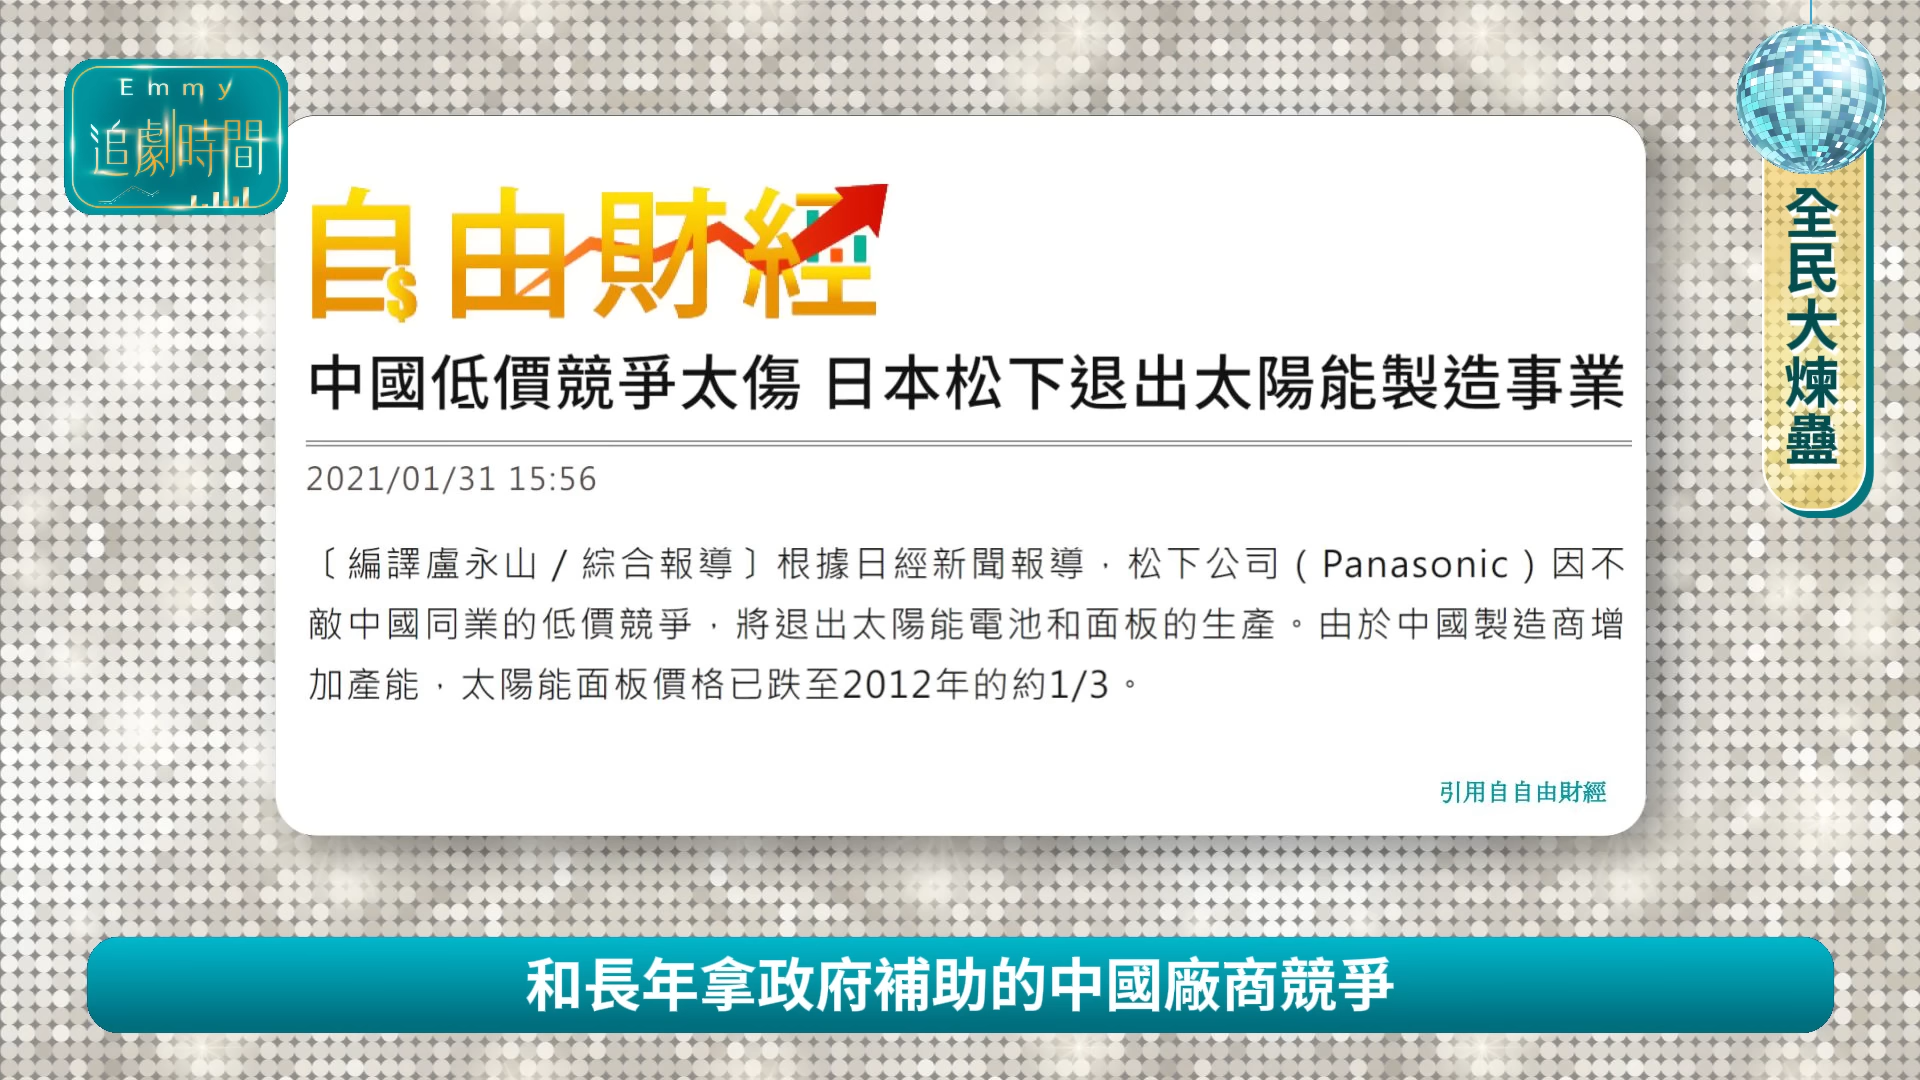 Emmy
追劇時間
自由財經
中國低價競爭太傷 日本松下退出太陽能製造事業
2021/01/31 15:56
〔編譯盧永山/綜合報導〕根據日經新聞報導，松下公司(Panasonic)因不
敵中國同業的低價競爭，將退出太陽能電池和面板的生產。由於中國製造商增
加產能，太陽能面板價格已跌至2012年的約1/3。
引用自自由財經
全民大煉蠱
和長年拿政府補助的中國廠商競爭